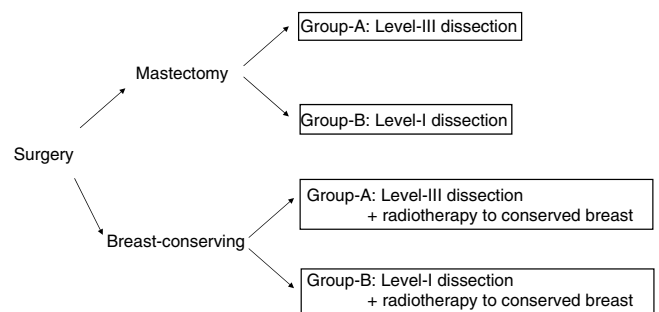 Group-A: Level-III dissection
Mastectomy
Group-B: Level-I dissection
Surgery
Group-A: Level-III dissection
+ radiotherapy to conserved breast
Breast-conserving
Group-B: Level-I dissection
+ radiotherapy to conserved breast